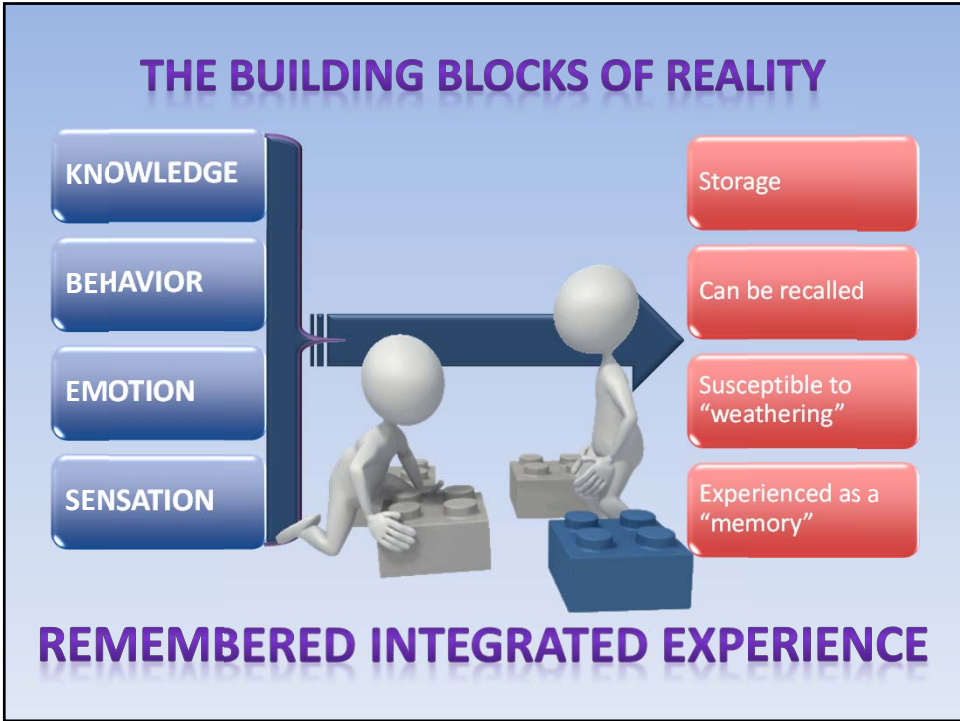 THE BUILDING BLOCKS OF REALITY
KNOWLEDGE
BEHAVIOR
EMOTION
SENSATION
Storage
Can be recalled
Susceptible to
“weathering”
Experienced as a
“memory”
REMEMBERED INTEGRATED EXPERIENCE